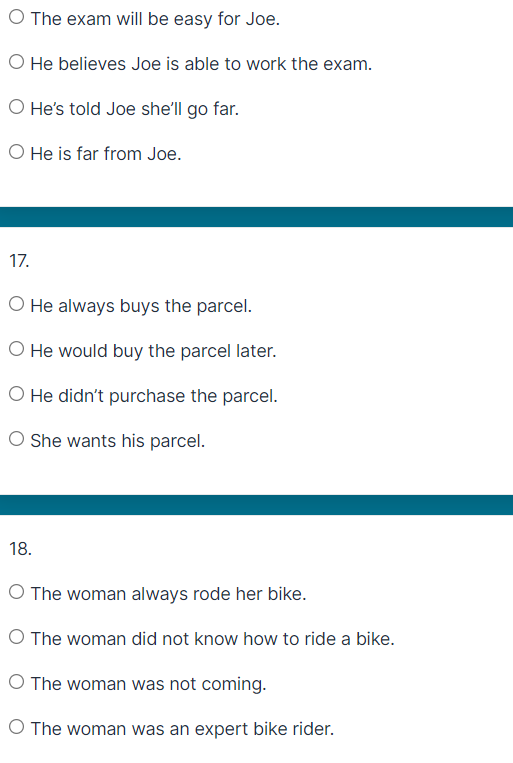 The exam will be easy for Joe.
He believes Joe is able to work the exam.
He's told Joe she'll go far.
He is far from Joe.
17.
He always buys the parcel.
He would buy the parcel later.
He didn't purchase the parcel.
She wants his parcel.
18.
The woman always rode her bike.
The woman did not know how to ride a bike.
The woman was not coming.
The woman was an expert bike rider.